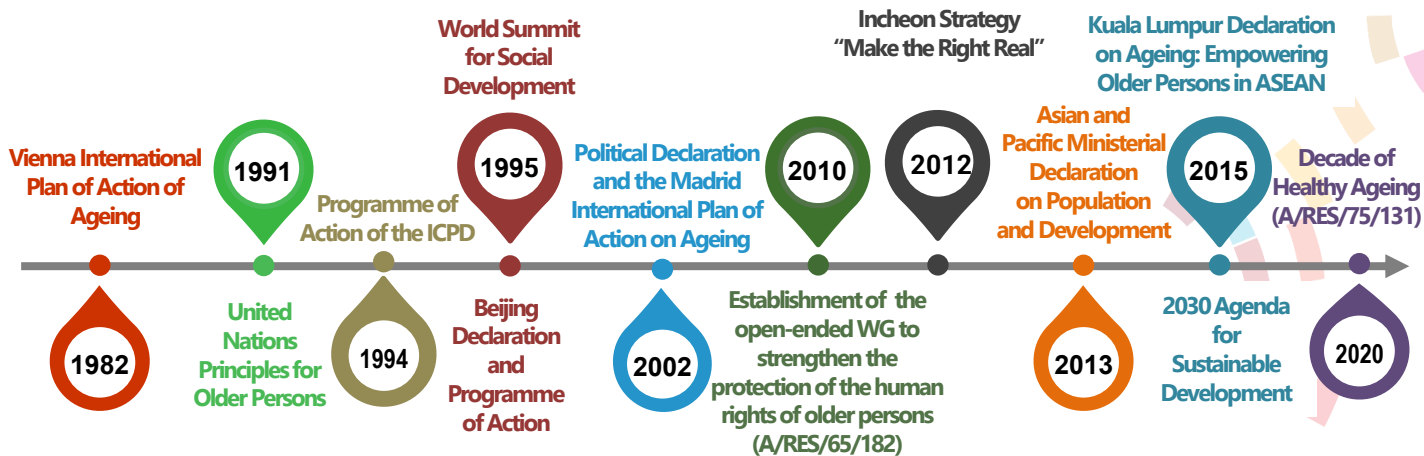 Vienna International
Plan of Action of
Ageing
1982
1991
United
Nations
Principles for
Older Persons
Programme of
Action of the ICPD
1994
World Summit
for Social
Development
1995
Beijing
Declaration
and
Programme
of Action
Political Declaration
and the Madrid
International Plan of
Action on Ageing
2002
2010
Establishment of the
open-ended WG to
strengthen the
protection of the human
rights of older persons
(A/RES/65/182)
Incheon Strategy
“Make the Right Real”
2012
Asian and
Pacific Ministerial
Declaration
on Population
and Development
2013
Kuala Lumpur Declaration
on Ageing: Empowering
Older Persons in ASEAN
2015
2030 Agenda
for
Sustainable
Development
Decade of
Healthy Ageing
(A/RES/75/131)
2020